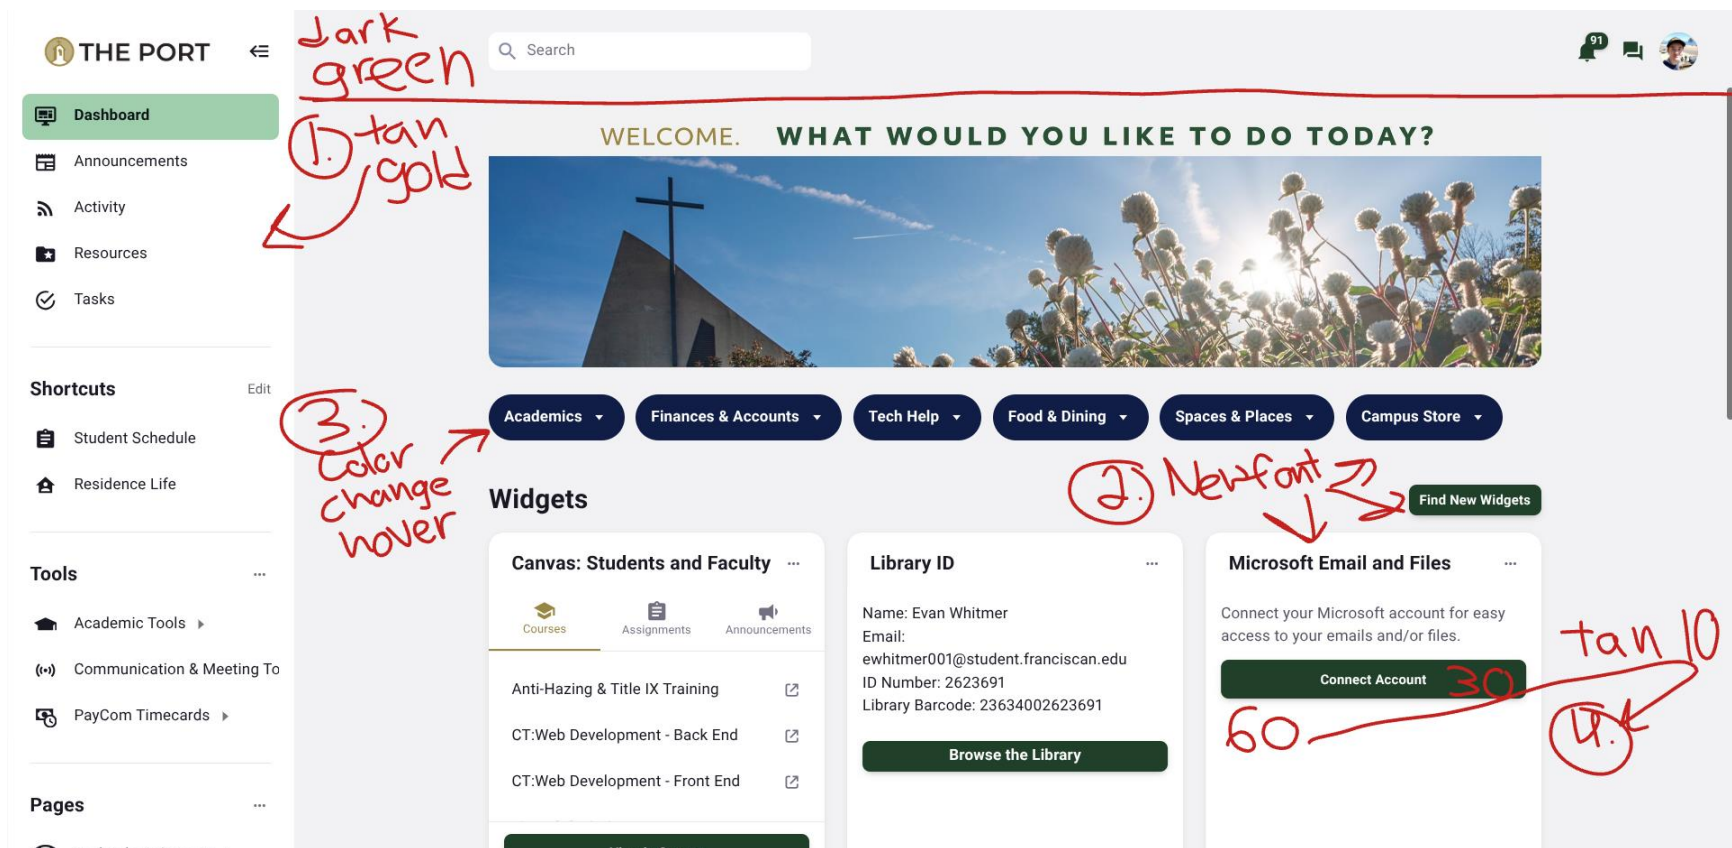 THE PORT
dark
green
Search
91
Dashboard
Announcements
Activity
Resources
Tasks
1. tan
gold
WELCOME. WHAT WOULD YOU LIKE TO DO TODAY?
Shortcuts Edit
Student Schedule
Residence Life
3.
Color
change
hover
Academics
Finances & Accounts
Tech Help
Food & Dining
Spaces & Places
Campus Store
2. New font
Widgets
Find New Widgets
Tools
Academic Tools
Communication & Meeting To
PayCom Timecards
Pages
Canvas: Students and Faculty
Courses
Assignments
Announcements
Anti-Hazing & Title IX Training
CT:Web Development - Back End
CT:Web Development - Front End
Library ID
Name: Evan Whitmer
Email:
ewhitmer001@student.franciscan.edu
ID Number: 2623691
Library Barcode: 23634002623691
Browse the Library
Microsoft Email and Files
Connect your Microsoft account for easy
access to your emails and/or files.
Connect Account
30
60
tan 10
4.